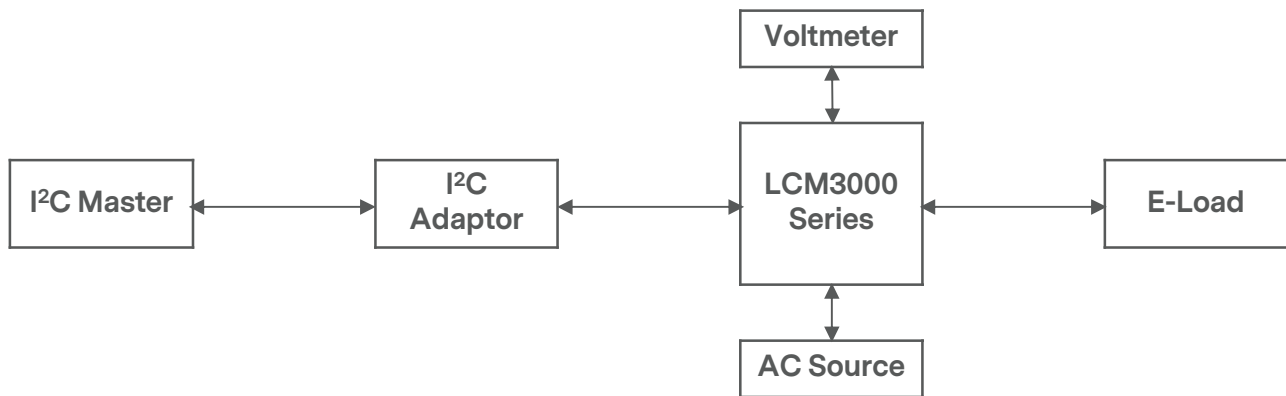 Voltmeter
I²C Master
I²C
Adaptor
LCM3000
Series
E-Load
AC Source